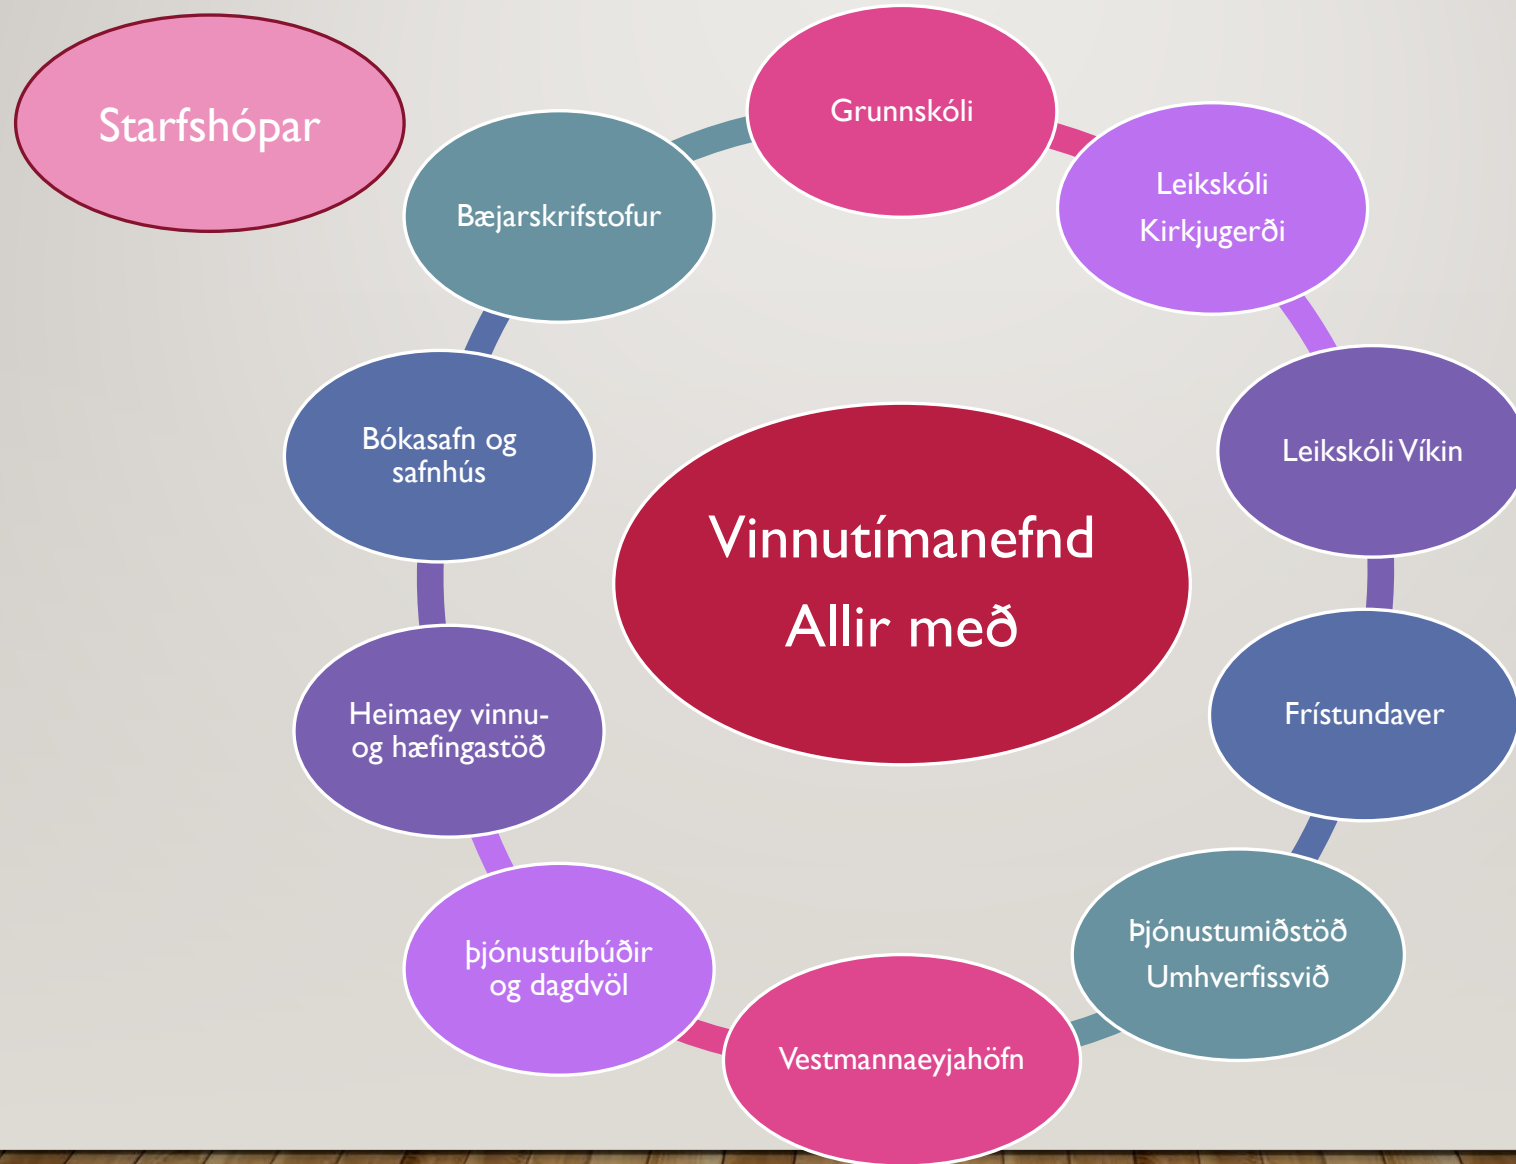 Starfshópar
Grunnskóli
Leikskóli
Kirkjugerði
Leikskóli Víkin
Frístundaver
Þjónustumiðstöð
Umhverfissvið
Vestmannaeyjahöfn
þjónustuíbúðir
og dagdvöl
Heimaey vinnu-
og hæfingastöð
Bókasafn og
safnhús
Bæjarskrifstofur
Vinnutímanefnd
Allir með